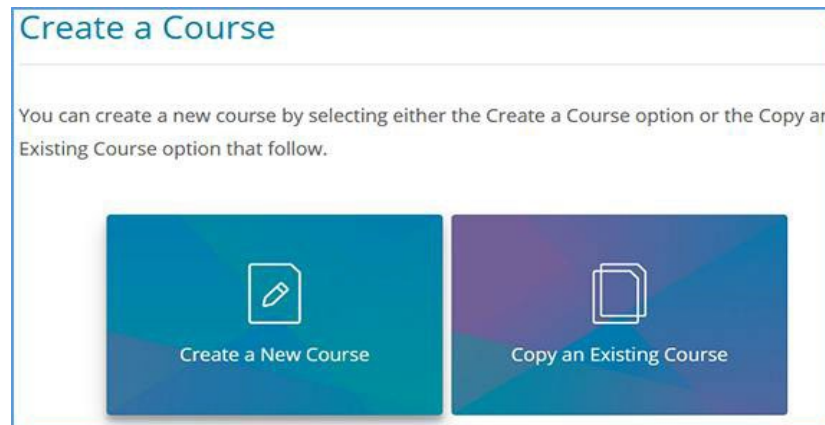 Create a Course
You can create a new course by selecting either the Create a Course option or the Copy
Existing Course option that follow.
Create a New Course
Copy an Existing Course